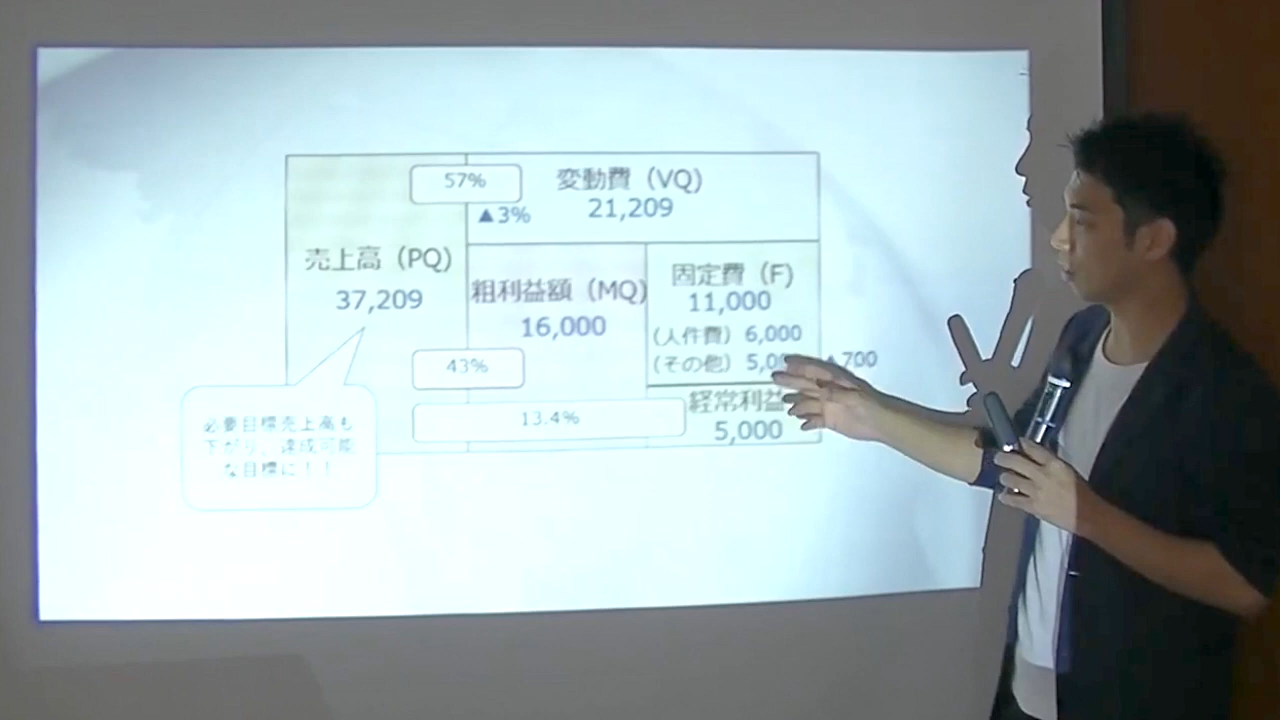 57%
変動費（VQ）
▲3%
21,209
売上高（PQ）
37,209
粗利益額（MQ）
16,000
固定費（F）
11,000
（人件費）6,000
（その他）5,0
▲700
43%
13.4%
経常利益
5,000
必要目標売上高も
下がり、達成可能
な目標に！！